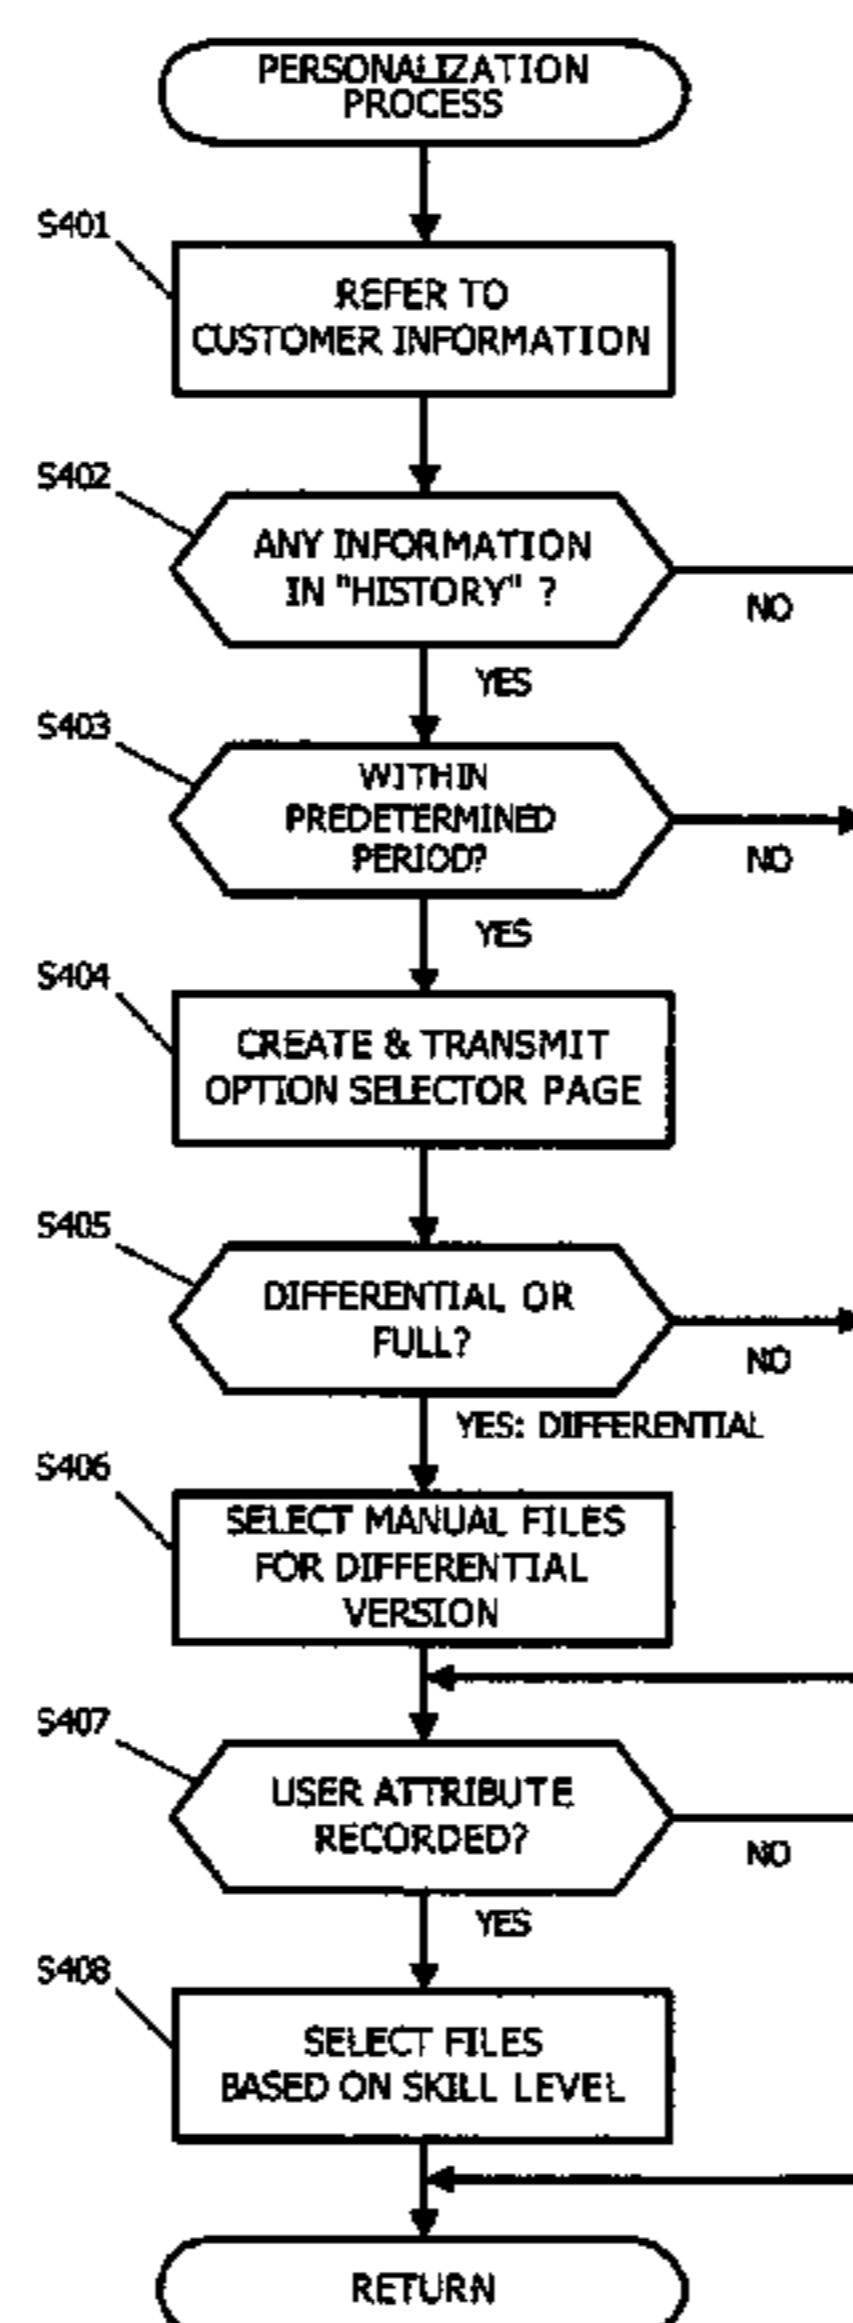 PERSONALIZATION
PROCESS
S401
REFER TO
CUSTOMER INFORMATION
S402
ANY INFORMATION
IN "HISTORY" ?
NO
YES
S403
WITHIN
PREDETERMINED
PERIOD?
NO
YES
S404
CREATE & TRANSMIT
OPTION SELECTOR PAGE
S405
DIFFERENTIAL OR
FULL?
NO
YES: DIFFERENTIAL
S406
SELECT MANUAL FILES
FOR DIFFERENTIAL
VERSION
S407
USER ATTRIBUTE
RECORDED?
NO
YES
S408
SELECT FILES
BASED ON SKILL LEVEL
RETURN